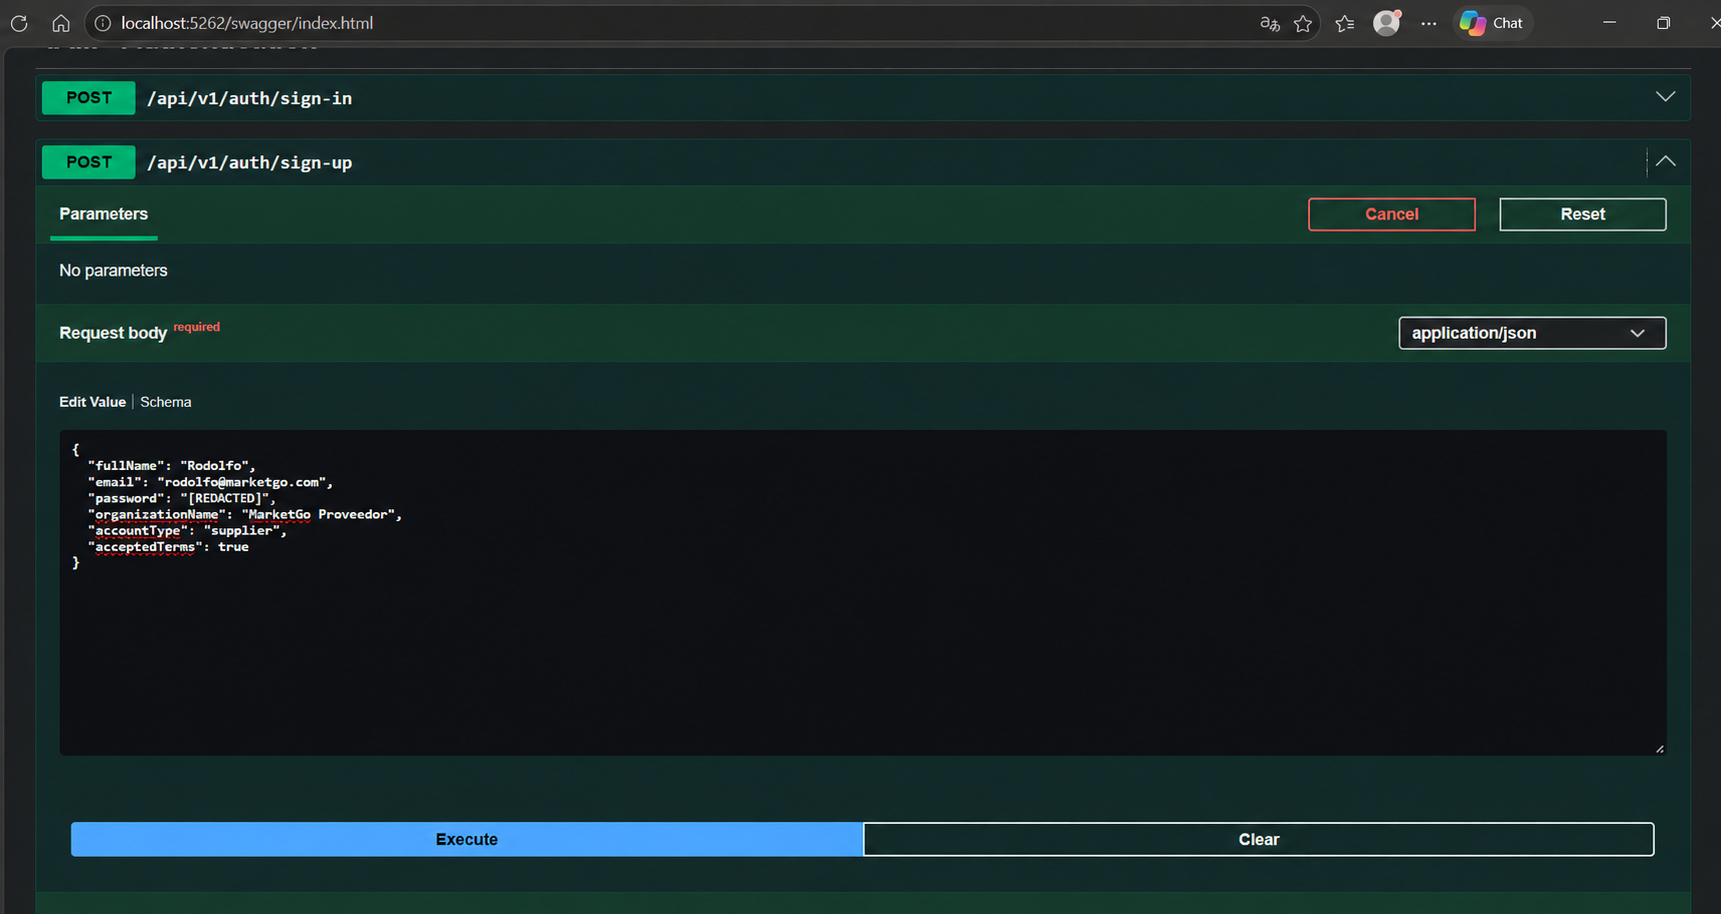 localhost:5262/swagger/index.html
Chat
POST /api/v1/auth/sign-in
POST /api/v1/auth/sign-up
Parameters
Cancel
Reset
No parameters
Request body required
application/json
Edit Value | Schema
{
"fullName": "Rodolfo",
"email": "rodolfo@marketgo.com",
"password": "[REDACTED]",
"organizationName": "MarketGo Proveedor",
"accountType": "supplier",
"acceptedTerms": true
}
Execute
Clear